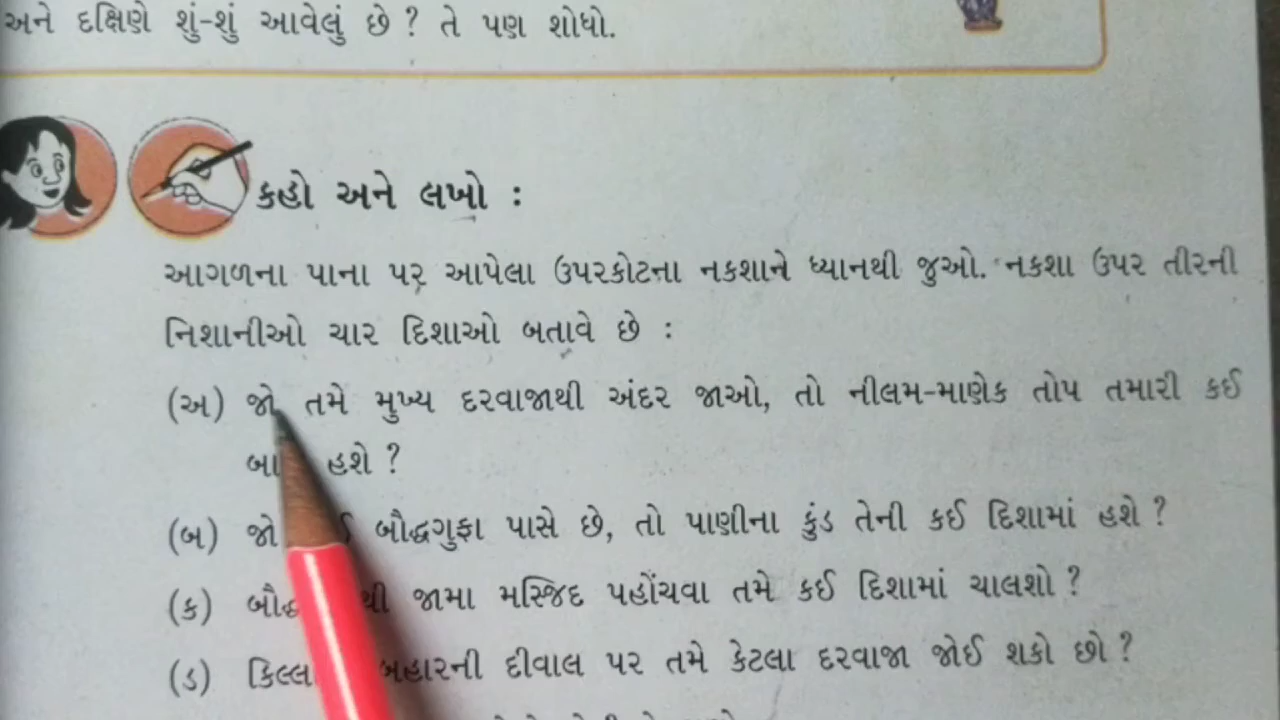 અને દક્ષિણે શું-શું આવેલું છે ? તે પણ શોધો.
કહો અને લખો :
આગળના પાના પર આપેલા ઉપરકોટના નકશાને ધ્યાનથી જુઓ. નકશા ઉપર તીરની
નિશાનીઓ ચાર દિશાઓ બતાવે છે :
(અ) જો તમે મુખ્ય દરવાજાથી અંદર જાઓ, તો નીલમ-માણેક તોપ તમારી કઈ
હશે ?
(બ) જો બૌદ્ધગુફા પાસે છે, તો પાણીના કુંડ તેની કઈ દિશામાં હશે ?
(ક) જામા મસ્જિદ પહોંચવા તમે કઈ દિશામાં ચાલશો ?
(ડ) બહારની દીવાલ પર તમે કેટલા દરવાજા જોઈ શકો છો ?